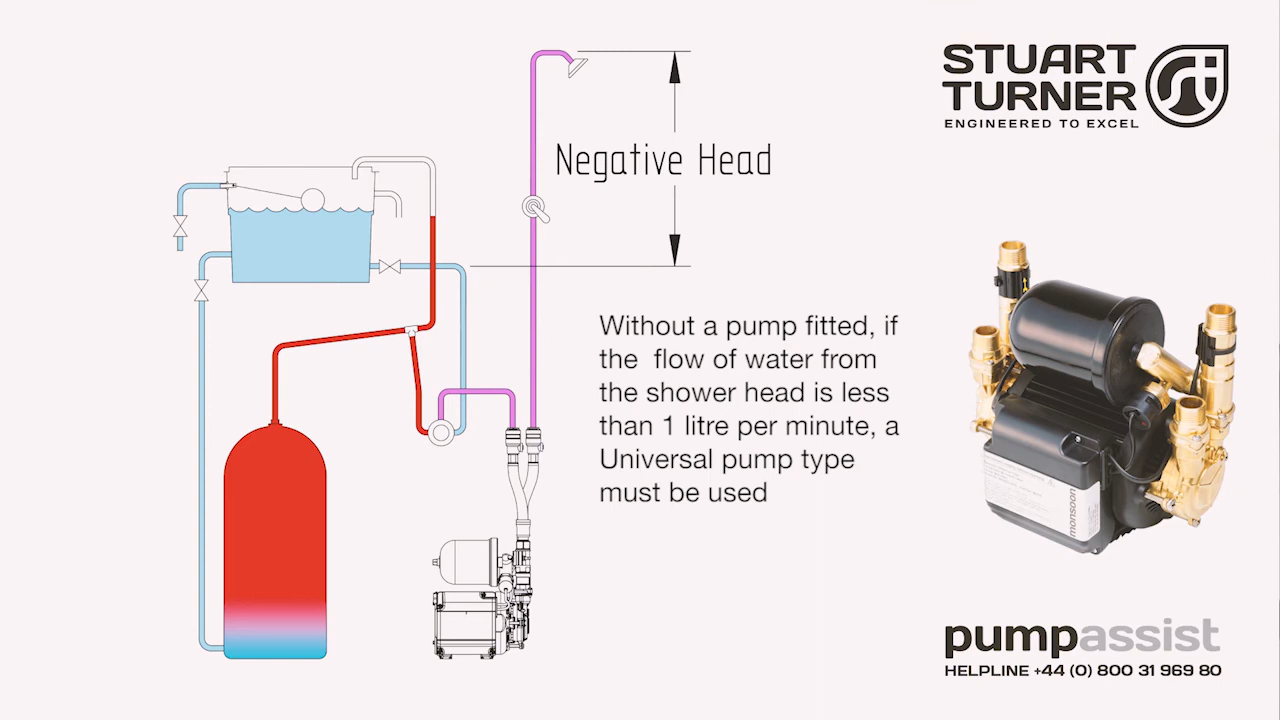 STUART
TURNER
ENGINEERED TO EXCEL
Negative Head
Without a pump fitted, if
the flow of water from
the shower head is less
than 1 litre per minute, a
Universal pump type
must be used
monsoon
pumpassist
HELPLINE +44 (0) 800 31 969 80